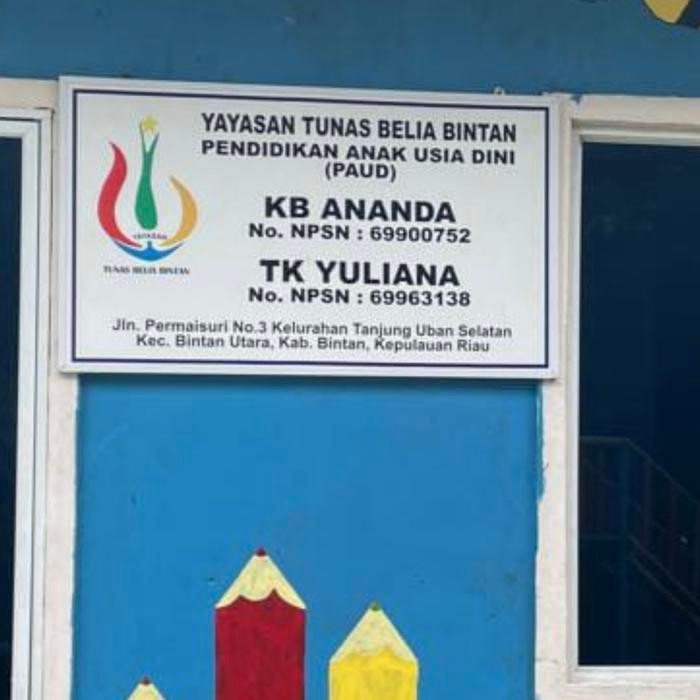 YAYASAN TUNAS BELIA BINTAN
PENDIDIKAN ANAK USIA DINI
(PAUD)
KB ANANDA
No. NPSN : 69900752
TK YULIANA
No. NPSN : 69963138
Jln. Permaisuri No.3 Kelurahan Tanjung Uban Selatan
Kec. Bintan Utara, Kab. Bintan, Kepulauan Riau
YAYASAN
TUNAS BELIA BINTAN